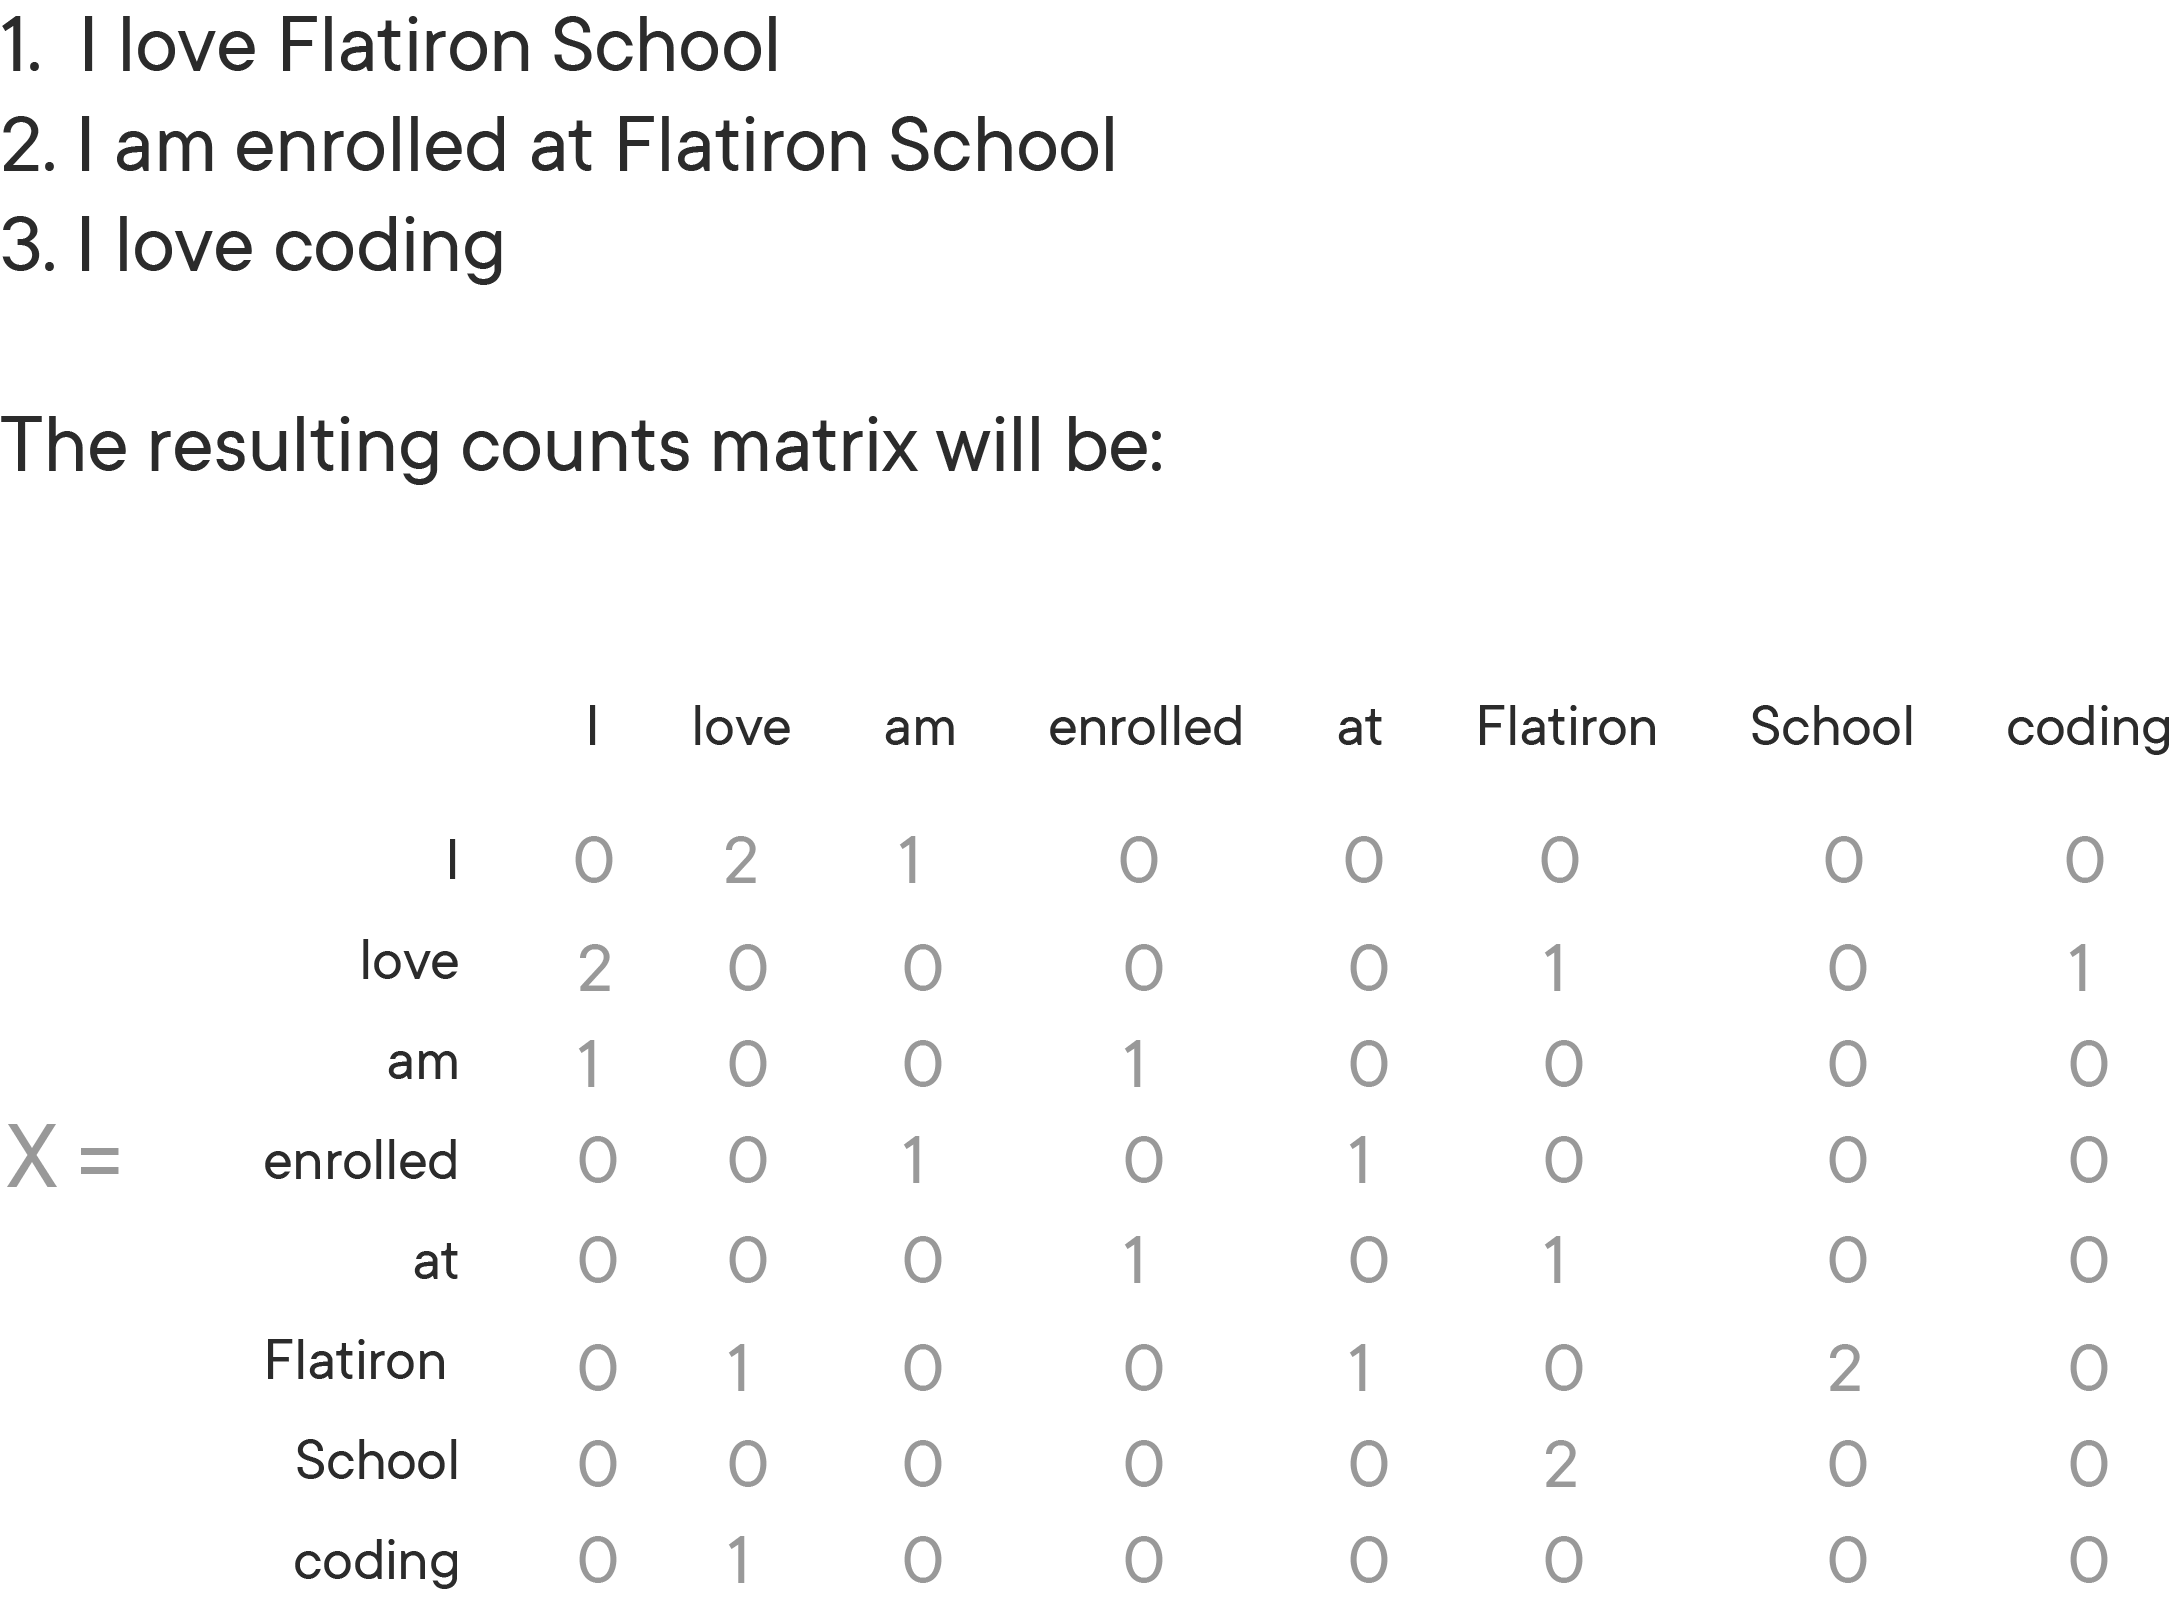 1. I love Flatiron School
2. I am enrolled at Flatiron School
3. I love coding
The resulting counts matrix will be:
I love am enrolled at Flatiron School coding
I 0 2 1 0 0 0 0 0
love 2 0 0 0 0 1 0 1
am 1 0 0 1 0 0 0 0
X = enrolled 0 0 1 0 1 0 0 0
at 0 0 0 1 0 1 0 0
Flatiron 0 1 0 0 1 0 2 0
School 0 0 0 0 0 2 0 0
coding 0 1 0 0 0 0 0 0